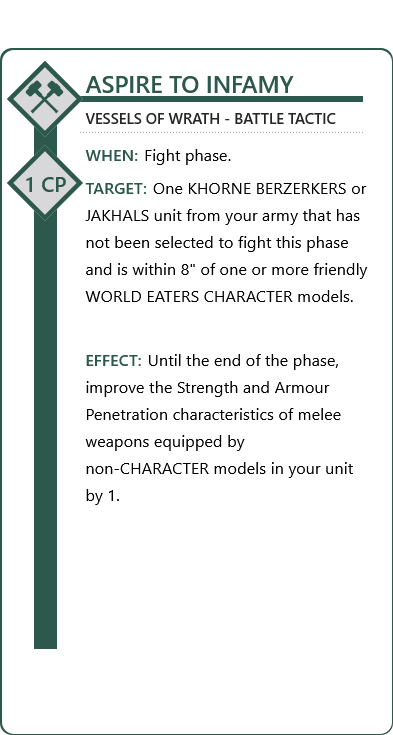 ASPIRE TO INFAMY
VESSELS OF WRATH - BATTLE TACTIC
WHEN: Fight phase.
1 CP
TARGET: One KHORNE BERZERKERS or
JAKHALS unit from your army that has
not been selected to fight this phase
and is within 8" of one or more friendly
WORLD EATERS CHARACTER models.
EFFECT: Until the end of the phase,
improve the Strength and Armour
Penetration characteristics of melee
weapons equipped by
non-CHARACTER models in your unit
by 1.